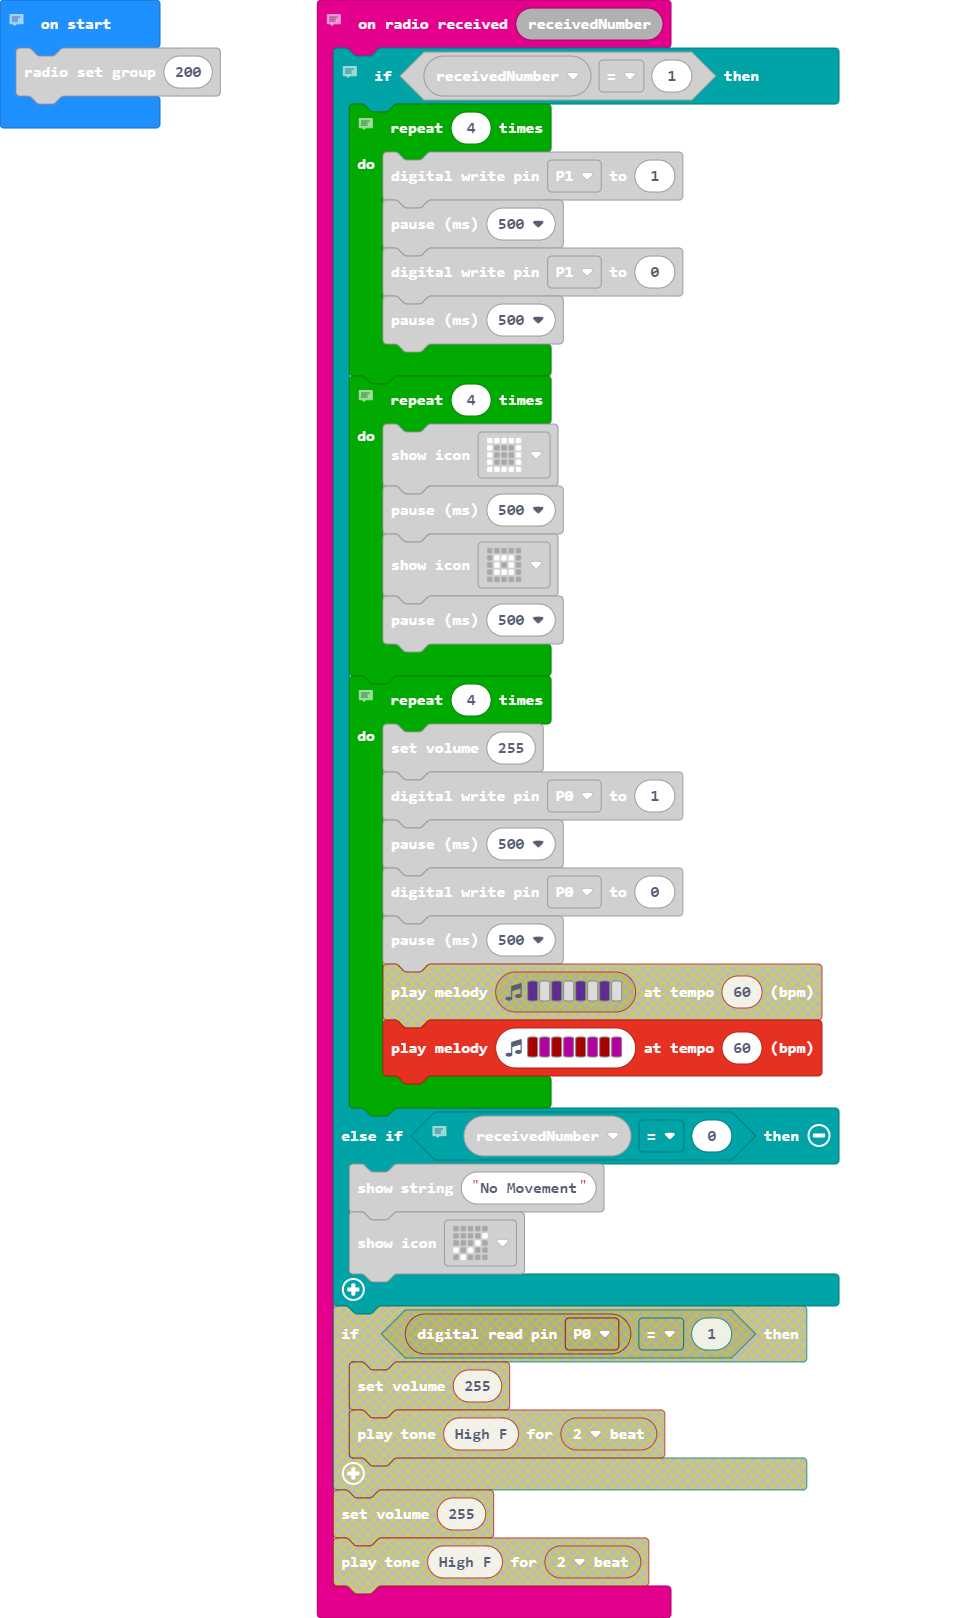 on start
radio set group 200
on radio received receivedNumber
if receivedNumber = 1 then
repeat 4 times
do
digital write pin P1 to 1
pause (ms) 500
digital write pin P1 to 0
pause (ms) 500
repeat 4 times
do
show icon
pause (ms) 500
show icon
pause (ms) 500
repeat 4 times
do
set volume 255
digital write pin P0 to 1
pause (ms) 500
digital write pin P0 to 0
pause (ms) 500
play melody at tempo 60 (bpm)
play melody at tempo 60 (bpm)
else if receivedNumber = 0 then
show string "No Movement"
show icon
if digital read pin P0 = 1 then
set volume 255
play tone High F for 2 beat
set volume 255
play tone High F for 2 beat